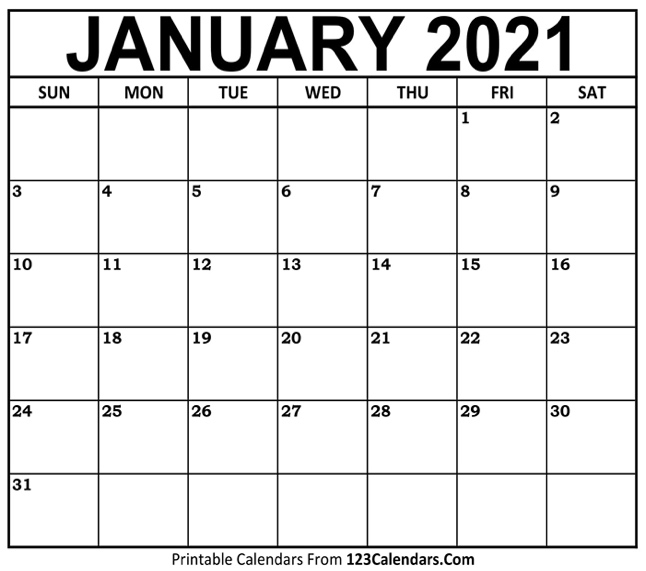 JANUARY 2021
SUN MON TUE WED THU FRI SAT
1 2
3 4 5 6 7 8 9
10 11 12 13 14 15 16
17 18 19 20 21 22 23
24 25 26 27 28 29 30
31
Printable Calendars From 123Calendars.Com